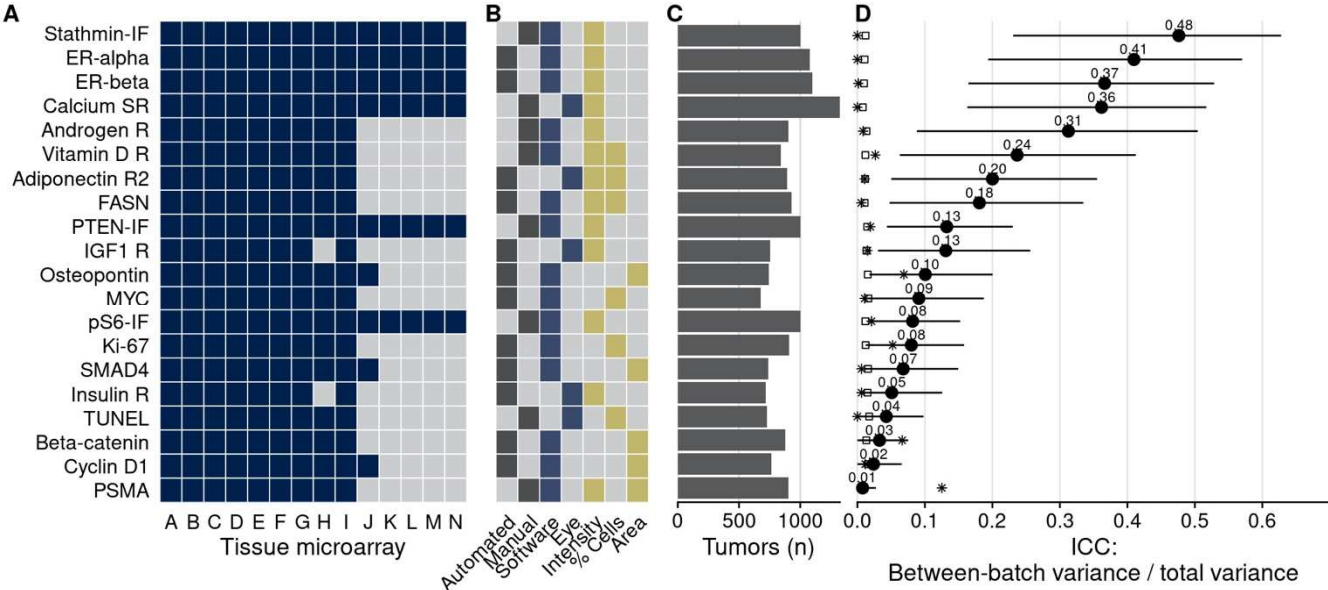 A
B
C
D
Stathmin-IF
ER-alpha
ER-beta
Calcium SR
Androgen R
Vitamin D R
Adiponectin R2
FASN
PTEN-IF
IGF1 R
Osteopontin
MYC
pS6-IF
Ki-67
SMAD4
Insulin R
TUNEL
Beta-catenin
Cyclin D1
PSMA
A B C D E F G H I J K L M N
Tissue microarray
Automated
Manual
Software
Eye
Intensity
% Cells
Area
0 500 1000
Tumors (n)
0.48
0.41
0.37
0.36
0.31
0.24
0.20
0.18
0.13
0.13
0.10
0.09
0.08
0.08
0.07
0.05
0.04
0.03
0.02
0.01
0.0 0.1 0.2 0.3 0.4 0.5 0.6
ICC:
Between-batch variance / total variance